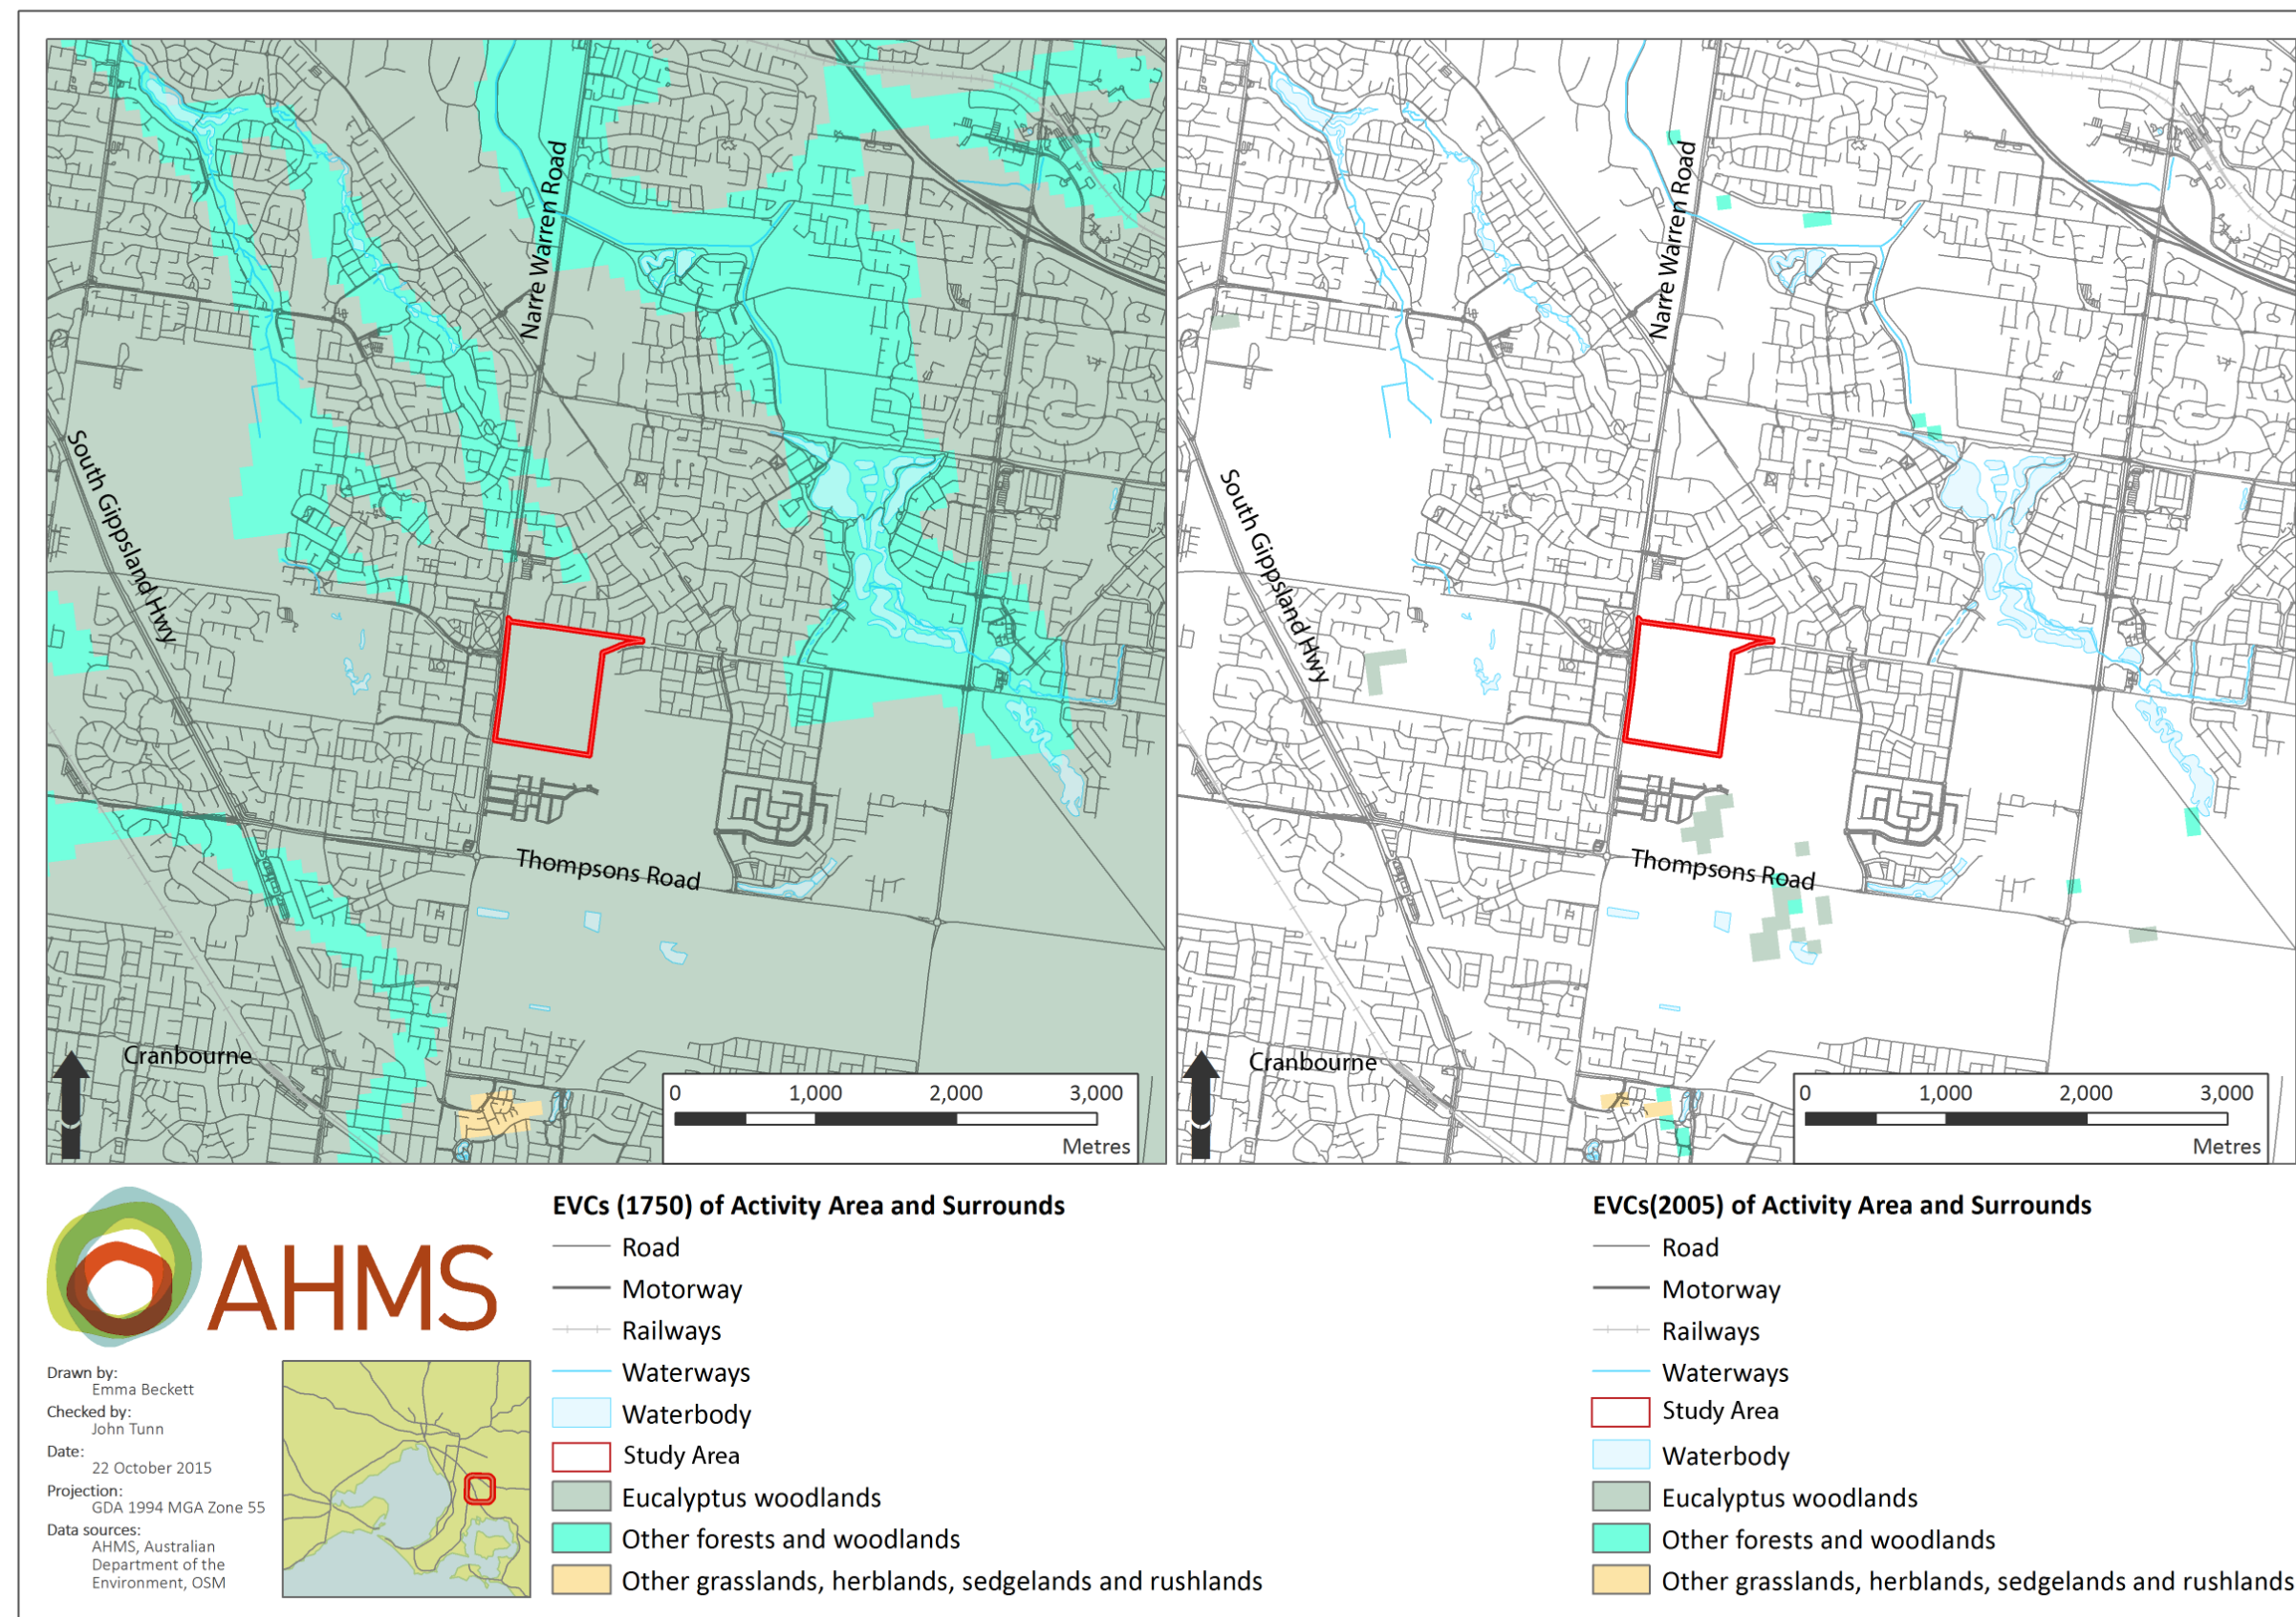 Narre Warren Road
South Gippsland Hwy
Thompsons Road
Cranbourne
0 1,000 2,000 3,000
Metres
Narre Warren Road
South Gippsland Hwy
Thompsons Road
Cranbourne
0 1,000 2,000 3,000
Metres
AHMS
Drawn by:
Emma Beckett
Checked by:
John Tunn
Date:
22 October 2015
Projection:
GDA 1994 MGA Zone 55
Data sources:
AHMS, Australian
Department of the
Environment, OSM
EVCs (1750) of Activity Area and Surrounds
Road
Motorway
Railways
Waterways
Waterbody
Study Area
Eucalyptus woodlands
Other forests and woodlands
Other grasslands, herblands, sedgelands and rushlands
EVCs(2005) of Activity Area and Surrounds
Road
Motorway
Railways
Waterways
Study Area
Waterbody
Eucalyptus woodlands
Other forests and woodlands
Other grasslands, herblands, sedgelands and rushlands